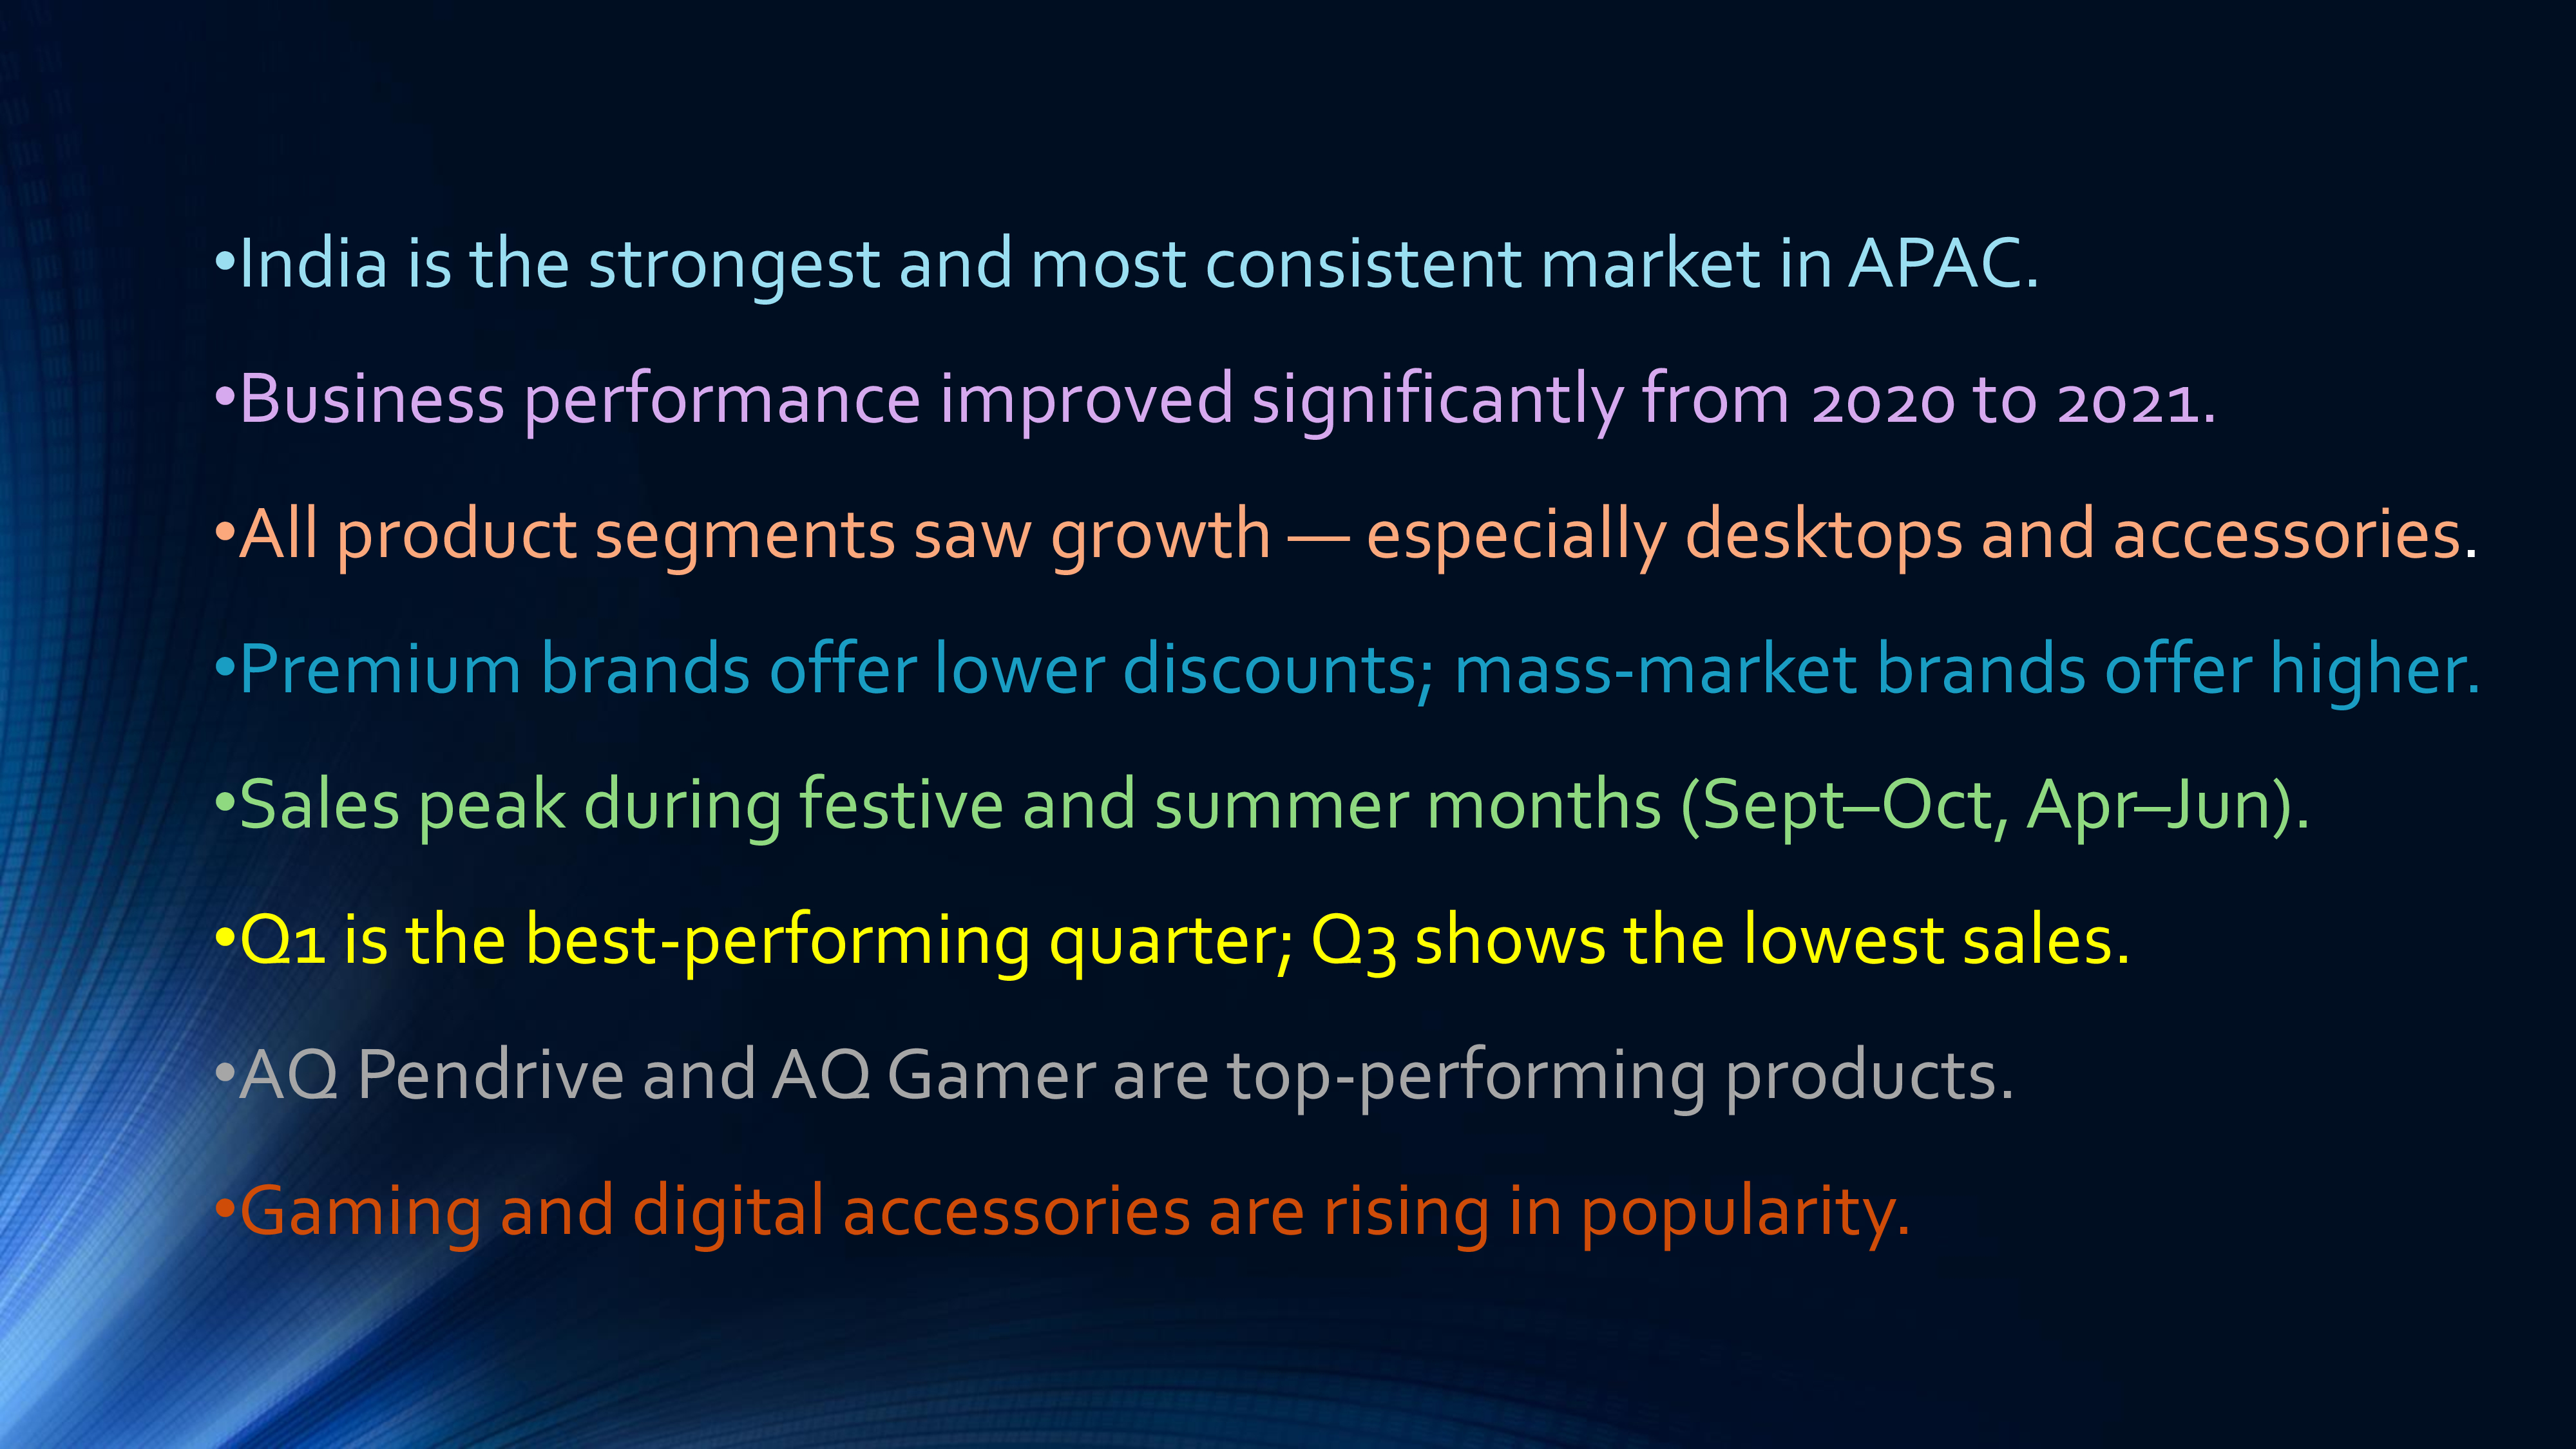 •India is the strongest and most consistent market in APAC.
•Business performance improved significantly from 2020 to 2021.
•All product segments saw growth — especially desktops and accessories.
•Premium brands offer lower discounts; mass-market brands offer higher.
•Sales peak during festive and summer months (Sept–Oct, Apr–Jun).
•Q1 is the best-performing quarter; Q3 shows the lowest sales.
•AQ Pendrive and AQ Gamer are top-performing products.
•Gaming and digital accessories are rising in popularity.